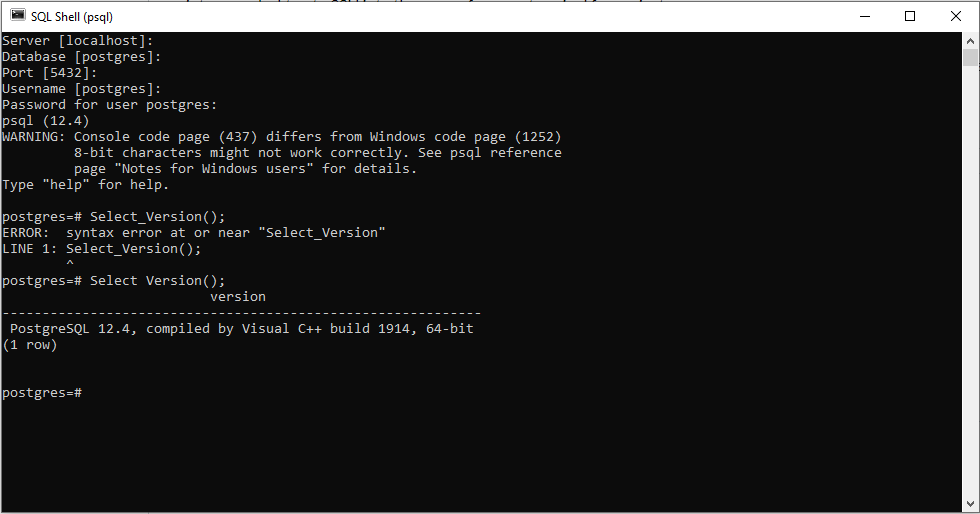 SQL Shell (psql)
Server [localhost]:
Database [postgres]:
Port [5432]:
Username [postgres]:
Password for user postgres:
psql (12.4)
WARNING: Console code page (437) differs from Windows code page (1252)
         8-bit characters might not work correctly. See psql reference
         page "Notes for Windows users" for details.
Type "help" for help.

postgres=# Select_Version();
ERROR:  syntax error at or near "Select_Version"
LINE 1: Select_Version();
        ^
postgres=# Select Version();
                          version
------------------------------------------------------------
 PostgreSQL 12.4, compiled by Visual C++ build 1914, 64-bit
(1 row)


postgres=#